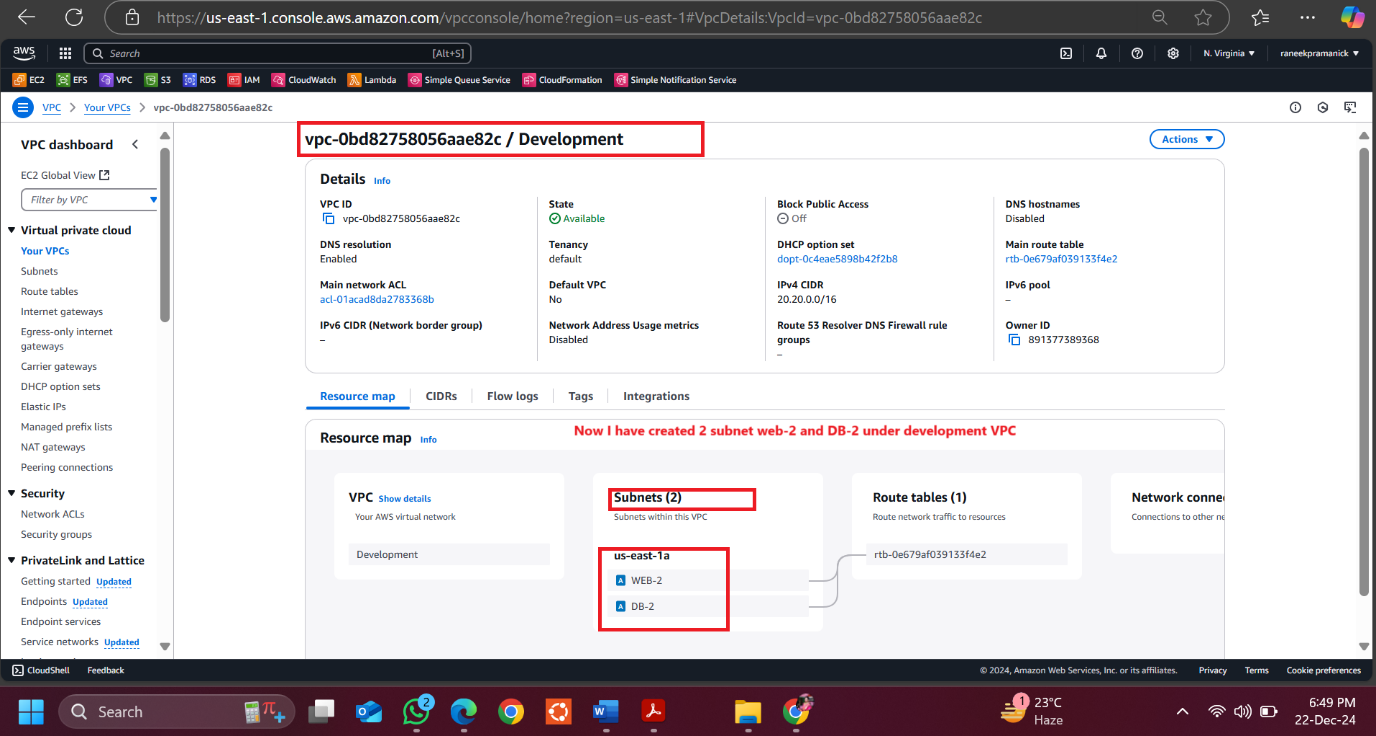 https://us-east-1.console.aws.amazon.com/vpcconsole/home?region=us-east-1#VpcDetails:VpcId=vpc-0bd82758056aae82c
aws Search [Alt+S] N. Virginia raneekpramanick
EC2 EFS VPC S3 RDS IAM CloudWatch Lambda Simple Queue Service CloudFormation Simple Notification Service
VPC Your VPCs vpc-0bd82758056aae82c
VPC dashboard
EC2 Global View
Filter by VPC
Virtual private cloud
Your VPCs
Subnets
Route tables
Internet gateways
Egress-only internet
gateways
Carrier gateways
DHCP option sets
Elastic IPs
Managed prefix lists
NAT gateways
Peering connections
Security
Network ACLs
Security groups
PrivateLink and Lattice
Getting started Updated
Endpoints Updated
Endpoint services
Service networks Updated
vpc-0bd82758056aae82c / Development
Actions
Details Info
VPC ID
vpc-0bd82758056aae82c
State
Available
Block Public Access
Off
DNS hostnames
Disabled
DNS resolution
Enabled
Tenancy
default
DHCP option set
dopt-0c4eae5898b42f2b8
Main route table
rtb-0e679af039133f4e2
Main network ACL
acl-01acad8da2783368b
Default VPC
No
IPv4 CIDR
20.20.0.0/16
IPv6 pool
–
IPv6 CIDR (Network border group)
–
Network Address Usage metrics
Disabled
Route 53 Resolver DNS Firewall rule
groups
–
Owner ID
891377389368
Resource map CIDRs Flow logs Tags Integrations
Resource map Info
Now I have created 2 subnet web-2 and DB-2 under development VPC
VPC Show details
Your AWS virtual network
Development
Subnets (2)
Subnets within this VPC
us-east-1a
A WEB-2
A DB-2
Route tables (1)
Route network traffic to resources
rtb-0e679af039133f4e2
Network conne
Connections to other ne
CloudShell Feedback © 2024, Amazon Web Services, Inc. or its affiliates. Privacy Terms Cookie preferences
Search
2
1
23°C
Haze
6:49 PM
22-Dec-24